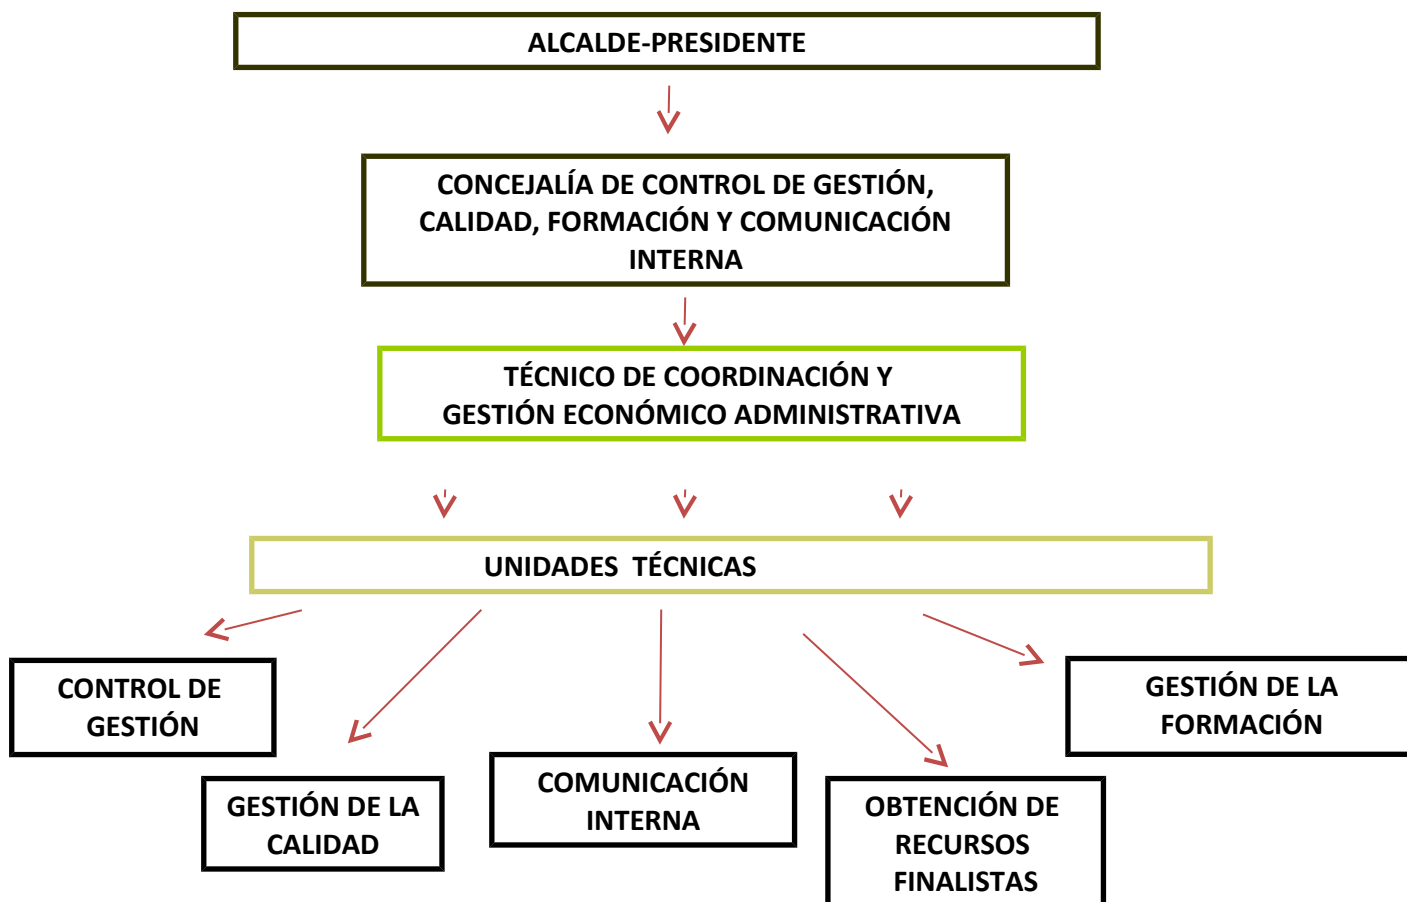 ALCALDE-PRESIDENTE
CONCEJALÍA DE CONTROL DE GESTIÓN,
CALIDAD, FORMACIÓN Y COMUNICACIÓN
INTERNA
TÉCNICO DE COORDINACIÓN Y
GESTIÓN ECONÓMICO ADMINISTRATIVA
UNIDADES TÉCNICAS
CONTROL DE
GESTIÓN
GESTIÓN DE LA
CALIDAD
COMUNICACIÓN
INTERNA
OBTENCIÓN DE
RECURSOS
FINALISTAS
GESTIÓN DE LA
FORMACIÓN